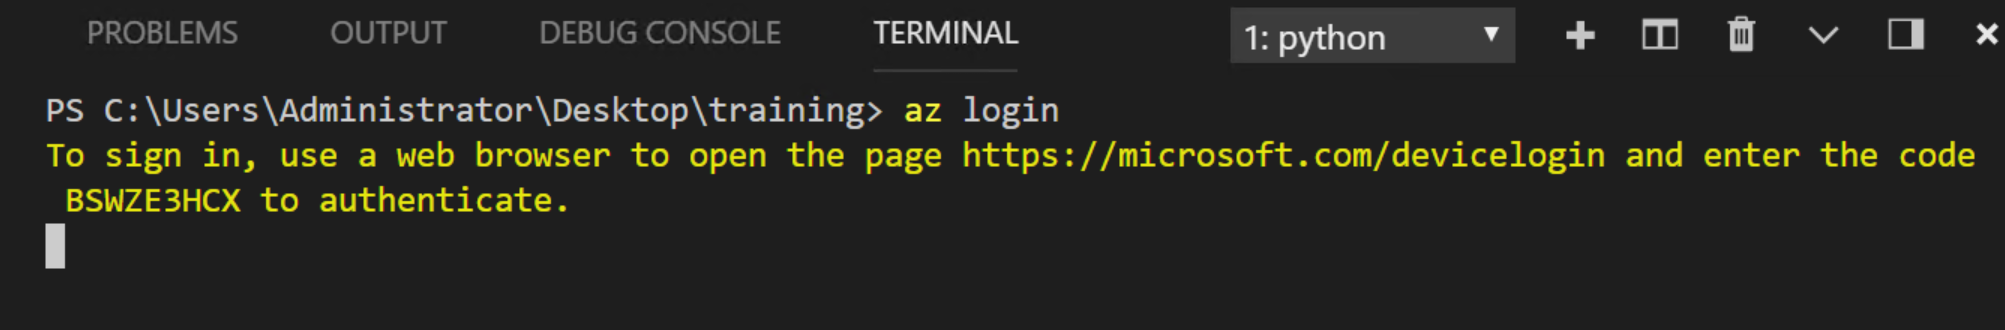 PROBLEMS OUTPUT DEBUG CONSOLE TERMINAL 1: python
PS C:\Users\Administrator\Desktop\training> az login
To sign in, use a web browser to open the page https://microsoft.com/devicelogin and enter the code
BSWZE3HCX to authenticate.